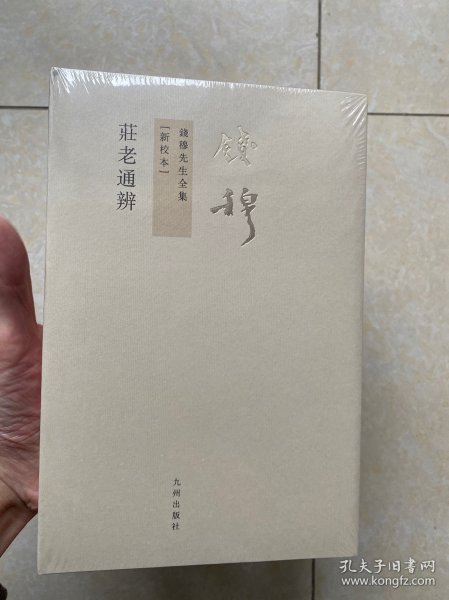 錢穆
錢穆先生全集
［新校本］
莊老通辨
九州出版社
孔夫子旧书网
www.kongfz.com